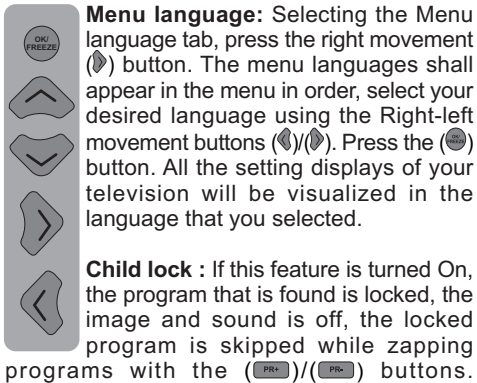 OK/
FREEZE
Menu language: Selecting the Menu
language tab, press the right movement
() button. The menu languages shall
appear in the menu in order, select your
desired language using the Right-left
movement buttons ()/(). Press the (OK/ FREEZE)
button. All the setting displays of your
television will be visualized in the
language that you selected.
Child lock : If this feature is turned On,
the program that is found is locked, the
image and sound is off, the locked
program is skipped while zapping
programs with the (PR+)/(PR-) buttons.